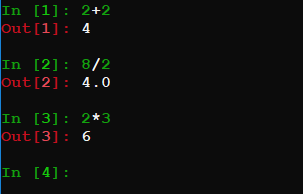 In [1]: 2+2
Out[1]: 4
In [2]: 8/2
Out[2]: 4.0
In [3]: 2*3
Out[3]: 6
In [4]: